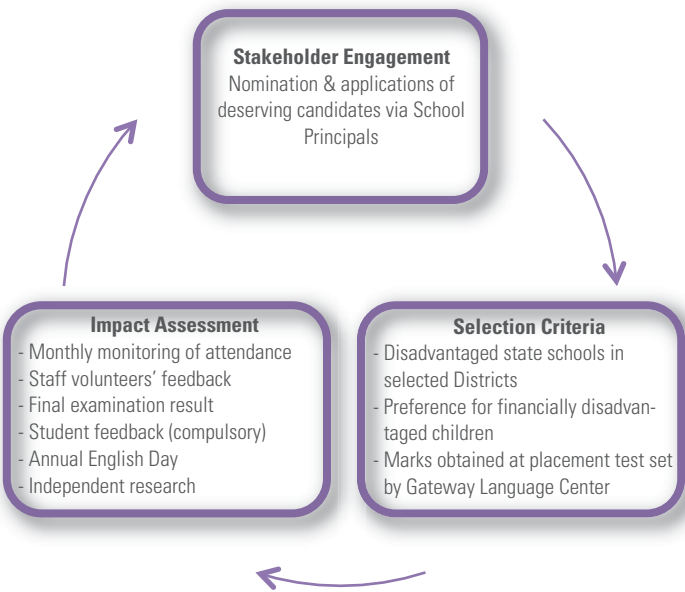 Stakeholder Engagement
Nomination & applications of
deserving candidates via School
Principals
Selection Criteria
- Disadvantaged state schools in
selected Districts
- Preference for financially disadvan-
taged children
- Marks obtained at placement test set
by Gateway Language Center
Impact Assessment
- Monthly monitoring of attendance
- Staff volunteers’ feedback
- Final examination result
- Student feedback (compulsory)
- Annual English Day
- Independent research